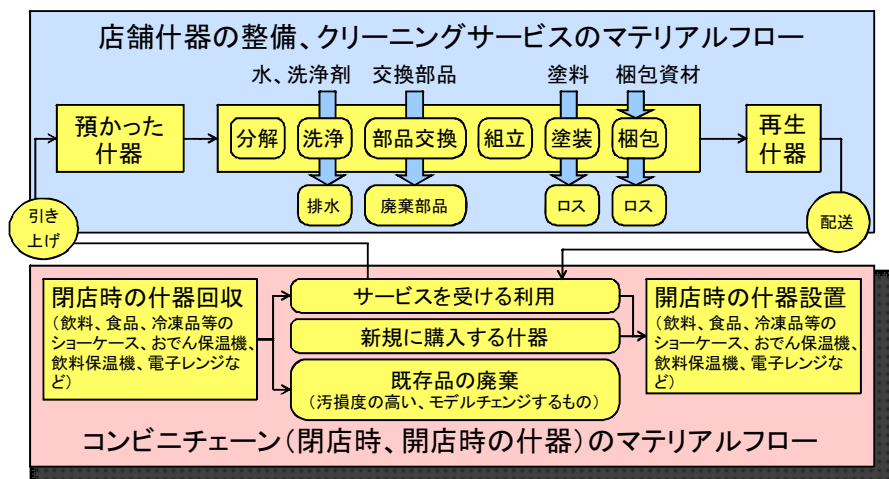 店舗什器の整備、クリーニングサービスのマテリアルフロー
水、洗浄剤
交換部品
塗料
梱包資材
預かった
什器
分解
洗浄
部品交換
組立
塗装
梱包
再生
什器
排水
廃棄部品
ロス
ロス
引き
上げ
配送
閉店時の什器回収
（飲料、食品、冷凍品等の
ショーケース、おでん保温機、
飲料保温機、電子レンジな
ど）
サービスを受ける利用
新規に購入する什器
既存品の廃棄
（汚損度の高い、モデルチェンジするもの）
開店時の什器設置
（飲料、食品、冷凍品等の
ショーケース、おでん保温機、
飲料保温機、電子レンジな
ど）
コンビニチェーン（閉店時、開店時の什器）のマテリアルフロー